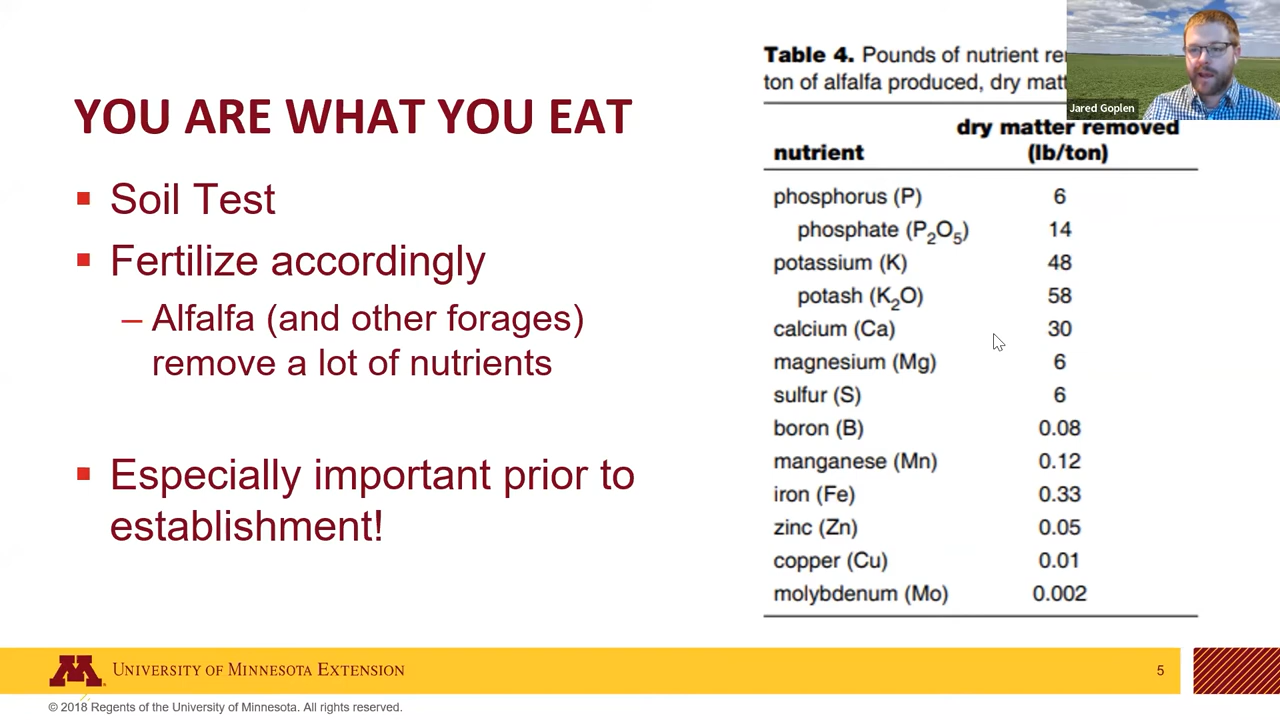 YOU ARE WHAT YOU EAT
Soil Test
Fertilize accordingly
– Alfalfa (and other forages)
remove a lot of nutrients
Especially important prior to
establishment!
Table 4. Pounds of nutrient
ton of alfalfa produced, dry
Jared Goplen
dry matter removed
nutrient (lb/ton)
phosphorus (P) 6
phosphate (P₂O₅) 14
potassium (K) 48
potash (K₂O) 58
calcium (Ca) 30
magnesium (Mg) 6
sulfur (S) 6
boron (B) 0.08
manganese (Mn) 0.12
iron (Fe) 0.33
zinc (Zn) 0.05
copper (Cu) 0.01
molybdenum (Mo) 0.002
M UNIVERSITY OF MINNESOTA EXTENSION
5
© 2018 Regents of the University of Minnesota. All rights reserved.